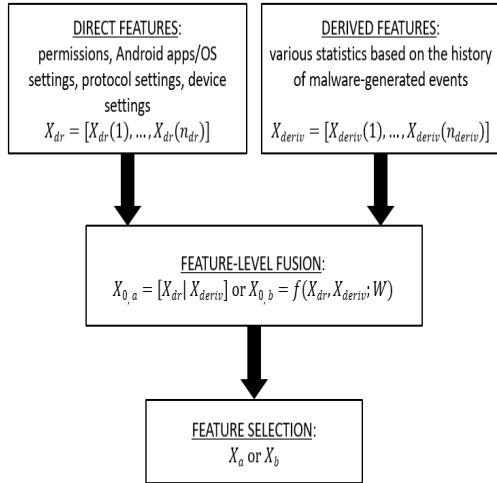 DIRECT FEATURES:
permissions, Android apps/OS
settings, protocol settings, device
settings
X_dr = [X_dr(1), ..., X_dr(n_dr)]
DERIVED FEATURES:
various statistics based on the history
of malware-generated events
X_deriv = [X_deriv(1), ..., X_deriv(n_deriv)]
FEATURE-LEVEL FUSION:
X_0,a = [X_dr| X_deriv] or X_0,b = f(X_dr, X_deriv; W)
FEATURE SELECTION:
X_a or X_b